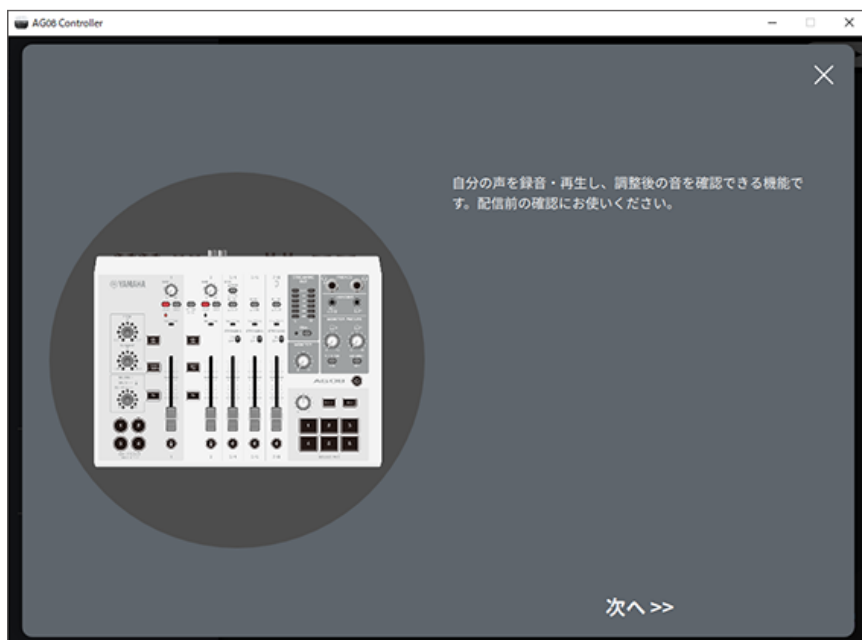 AG08 Controller
自分の声を録音・再生し、調整後の音を確認できる機能で
す。配信前の確認にお使いください。
YAMAHA
AG08
次へ >>